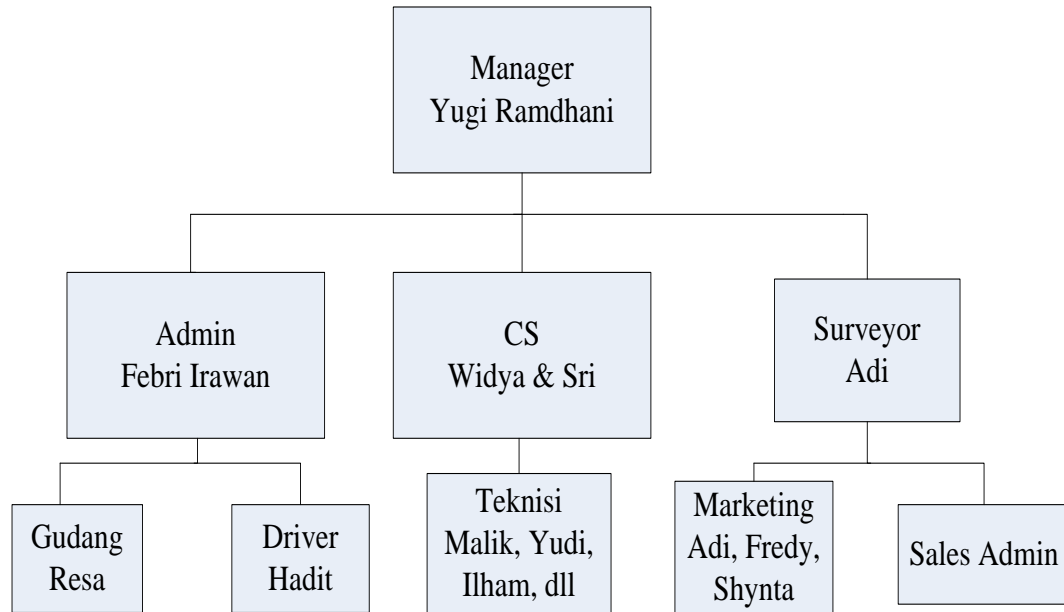 Manager
Yugi Ramdhani
Admin
Febri Irawan
CS
Widya & Sri
Surveyor
Adi
Gudang
Resa
Driver
Hadit
Teknisi
Malik, Yudi,
Ilham, dll
Marketing
Adi, Fredy,
Shynta
Sales Admin